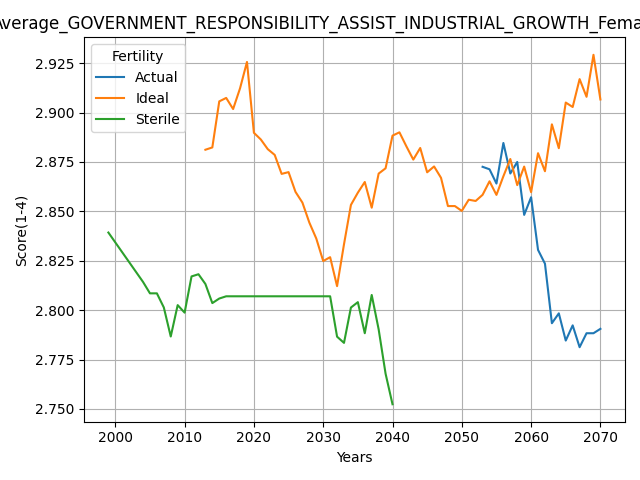 Average_GOVERNMENT_RESPONSIBILITY_ASSIST_INDUSTRIAL_GROWTH_Fema
Fertility
Actual
Ideal
Sterile
Score(1-4)
2.925
2.900
2.875
2.850
2.825
2.800
2.775
2.750
2000 2010 2020 2030 2040 2050 2060 2070
Years